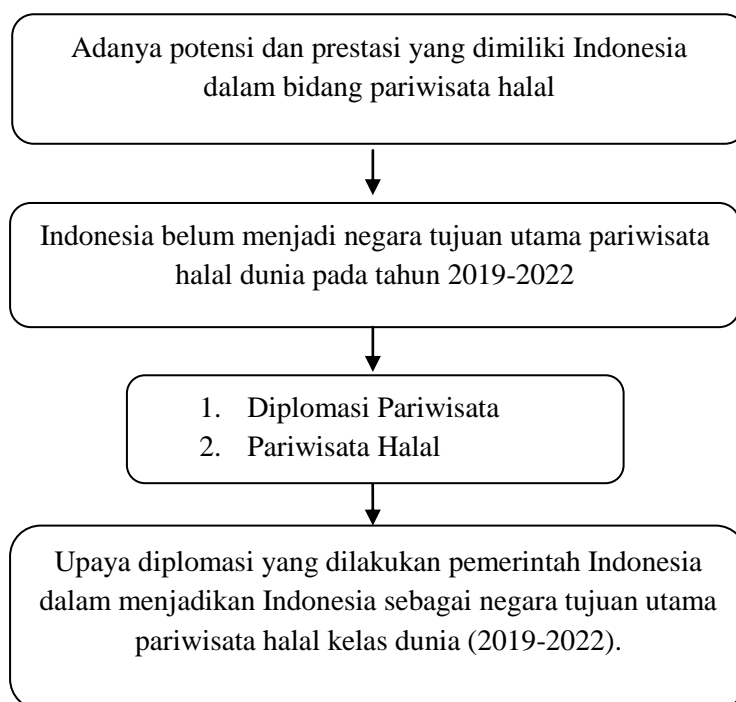 Adanya potensi dan prestasi yang dimiliki Indonesia
dalam bidang pariwisata halal
Indonesia belum menjadi negara tujuan utama pariwisata
halal dunia pada tahun 2019-2022
1. Diplomasi Pariwisata
2. Pariwisata Halal
Upaya diplomasi yang dilakukan pemerintah Indonesia
dalam menjadikan Indonesia sebagai negara tujuan utama
pariwisata halal kelas dunia (2019-2022).